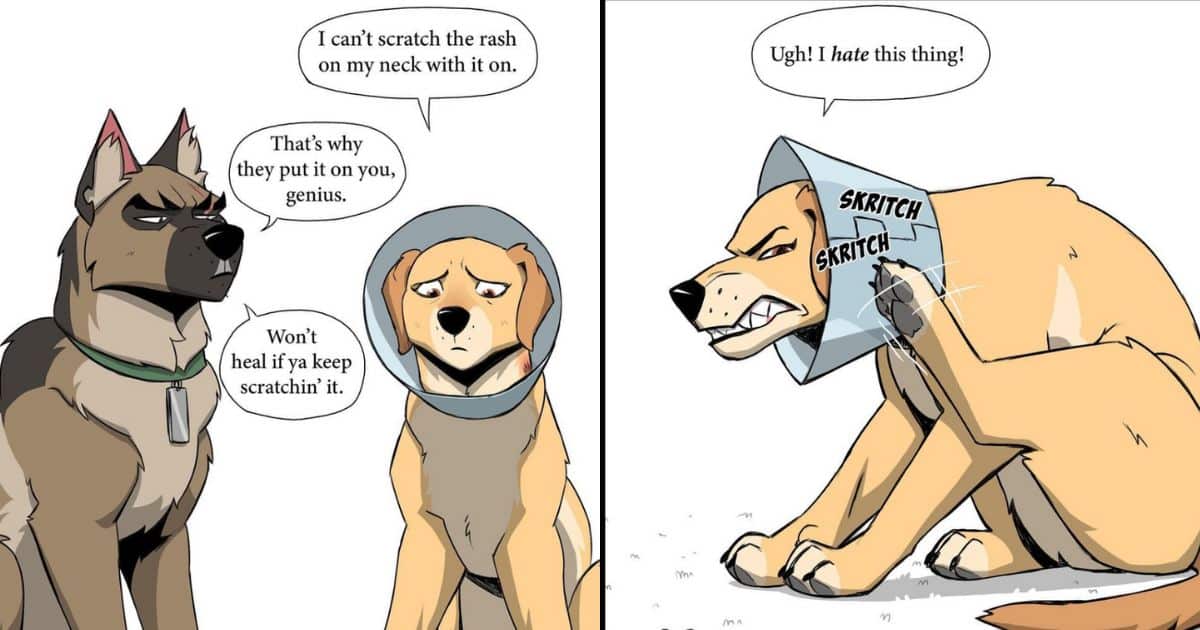 I can't scratch the rash
on my neck with it on.
That's why
they put it on you,
genius.
Won't
heal if ya keep
scratchin' it.
Ugh! I hate this thing!
SKRITCH
SKRITCH